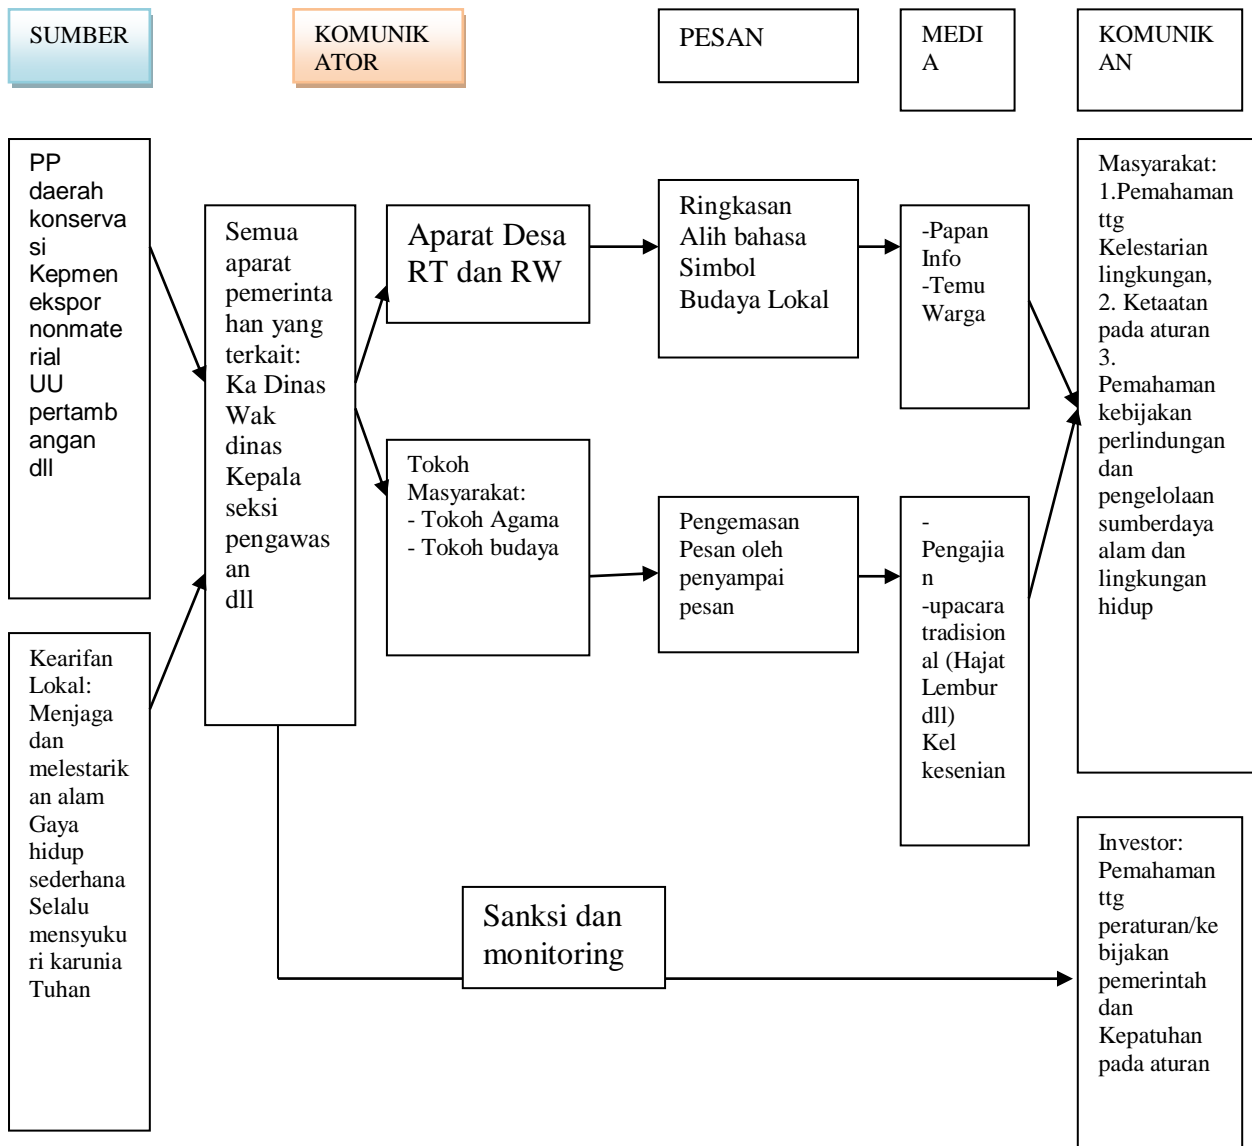 SUMBER
KOMUNIK
ATOR
PESAN
MEDI
A
KOMUNIK
AN
PP
daerah
konserva
si
Kepmen
ekspor
nonmate
rial
UU
pertamb
angan
dll
Kearifan
Lokal:
Menjaga
dan
melestarik
an alam
Gaya
hidup
sederhana
Selalu
mensyuku
ri karunia
Tuhan
Semua
aparat
pemerinta
han yang
terkait:
Ka Dinas
Wak
dinas
Kepala
seksi
pengawas
an
dll
Aparat Desa
RT dan RW
Tokoh
Masyarakat:
- Tokoh Agama
- Tokoh budaya
Ringkasan
Alih bahasa
Simbol
Budaya Lokal
Pengemasan
Pesan oleh
penyampai
pesan
-Papan
Info
-Temu
Warga
-
Pengajia
n
-upacara
tradision
al (Hajat
Lembur
dll)
Kel
kesenian
Masyarakat:
1.Pemahaman
ttg
Kelestarian
lingkungan,
2. Ketaatan
pada aturan
3.
Pemahaman
kebijakan
perlindungan
dan
pengelolaan
sumberdaya
alam dan
lingkungan
hidup
Sanksi dan
monitoring
Investor:
Pemahaman
ttg
peraturan/ke
bijakan
pemerintah
dan
Kepatuhan
pada aturan